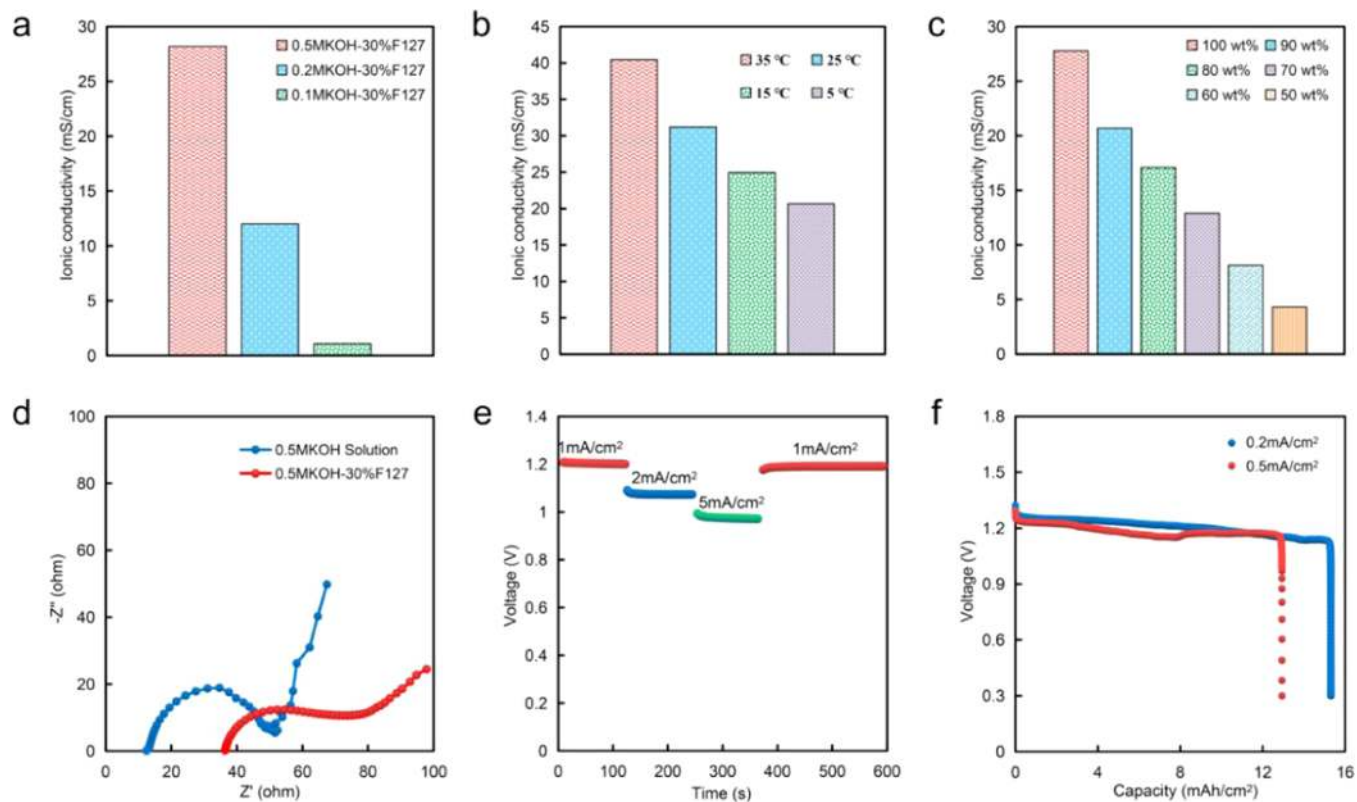 a
30
25
20
15
10
5
0
Ionic conductivity (mS/cm)
0.5MKOH-30%F127
0.2MKOH-30%F127
0.1MKOH-30%F127
b
45
40
35
30
25
20
15
10
5
0
Ionic conductivity (mS/cm)
35 ℃ 25 ℃
15 ℃ 5 ℃
c
30
25
20
15
10
5
0
Ionic conductivity (mS/cm)
100 wt% 90 wt%
80 wt% 70 wt%
60 wt% 50 wt%
d
100
80
60
40
20
0
-Z" (ohm)
0.5MKOH Solution
0.5MKOH-30%F127
0 20 40 60 80 100
Z' (ohm)
e
1.4
1.2
1
0.8
0.6
0.4
0.2
0
Voltage (V)
1mA/cm²
2mA/cm²
5mA/cm²
1mA/cm²
0 100 200 300 400 500 600
Time (s)
f
1.8
1.5
1.2
0.9
0.6
0.3
0
Voltage (V)
0.2mA/cm²
0.5mA/cm²
0 4 8 12 16
Capacity (mAh/cm²)